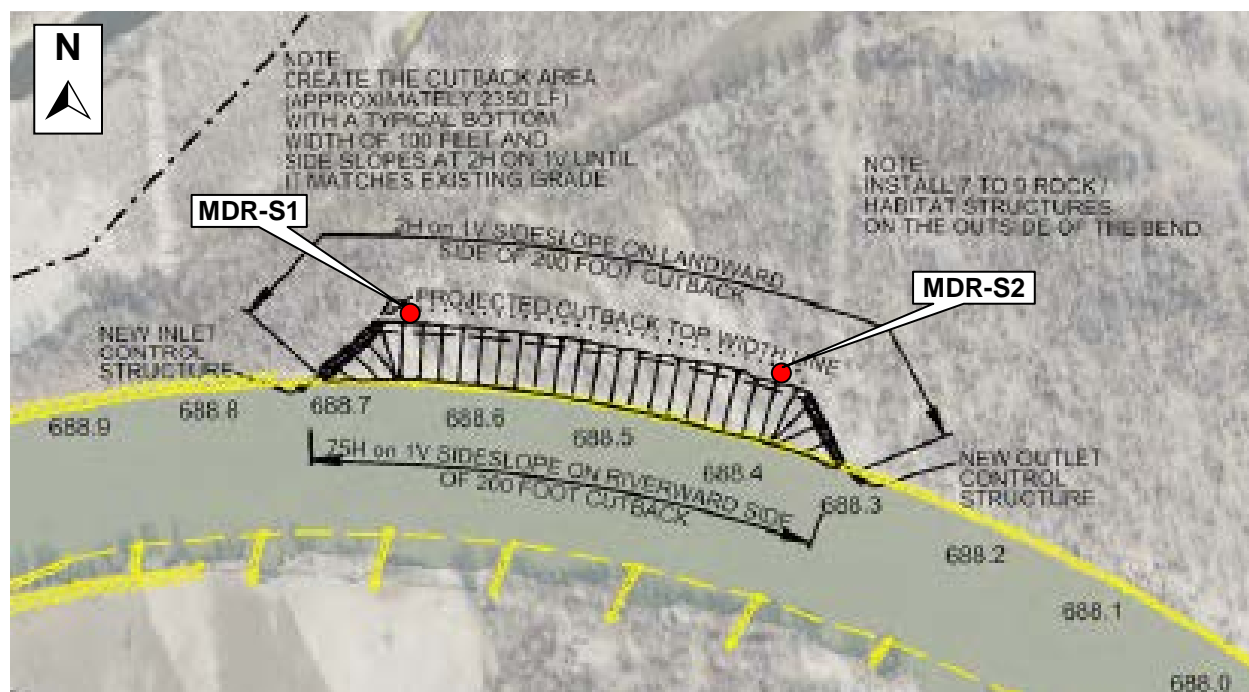 N
NOTE:
CREATE THE CUTBACK AREA
(APPROXIMATELY 2350 LF)
WITH A TYPICAL BOTTOM
WIDTH OF 100 FEET AND
SIDE SLOPES AT 2H ON 1V UNTIL
IT MATCHES EXISTING GRADE
NOTE:
INSTALL 7 TO 9 ROCK /
HABITAT STRUCTURES
ON THE OUTSIDE OF THE BEND
MDR-S1
2H on 1V SIDESLOPE ON LANDWARD
SIDE OF 200 FOOT CUTBACK
MDR-S2
PROJECTED CUTBACK TOP WIDTH LINE
NEW INLET
CONTROL
STRUCTURE
688.9
688.8
688.7
688.6
688.5
688.4
688.3
688.2
688.1
688.0
75H on 1V SIDESLOPE ON RIVERWARD SIDE
OF 200 FOOT CUTBACK
NEW OUTLET
CONTROL
STRUCTURE